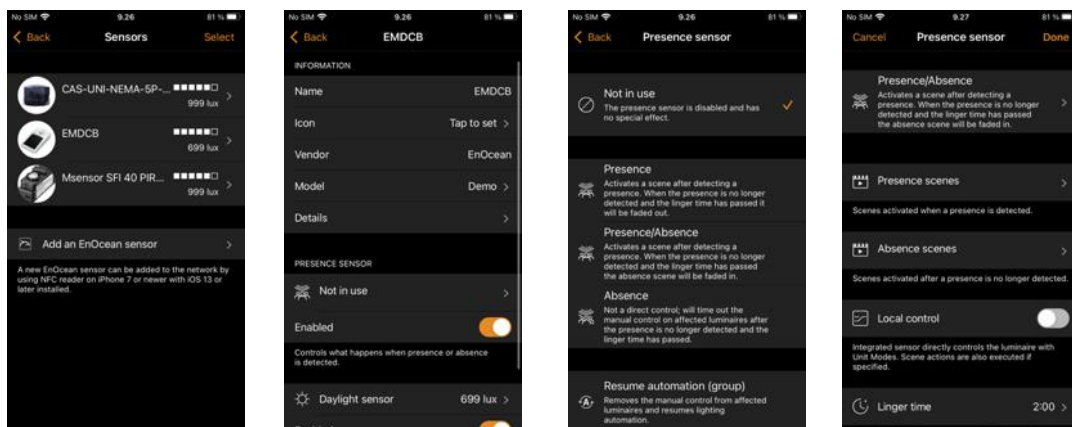 No SIM 9.26 81 %
Back Sensors Select
CAS-UNI-NEMA-5P-...
999 lux
EMDCB
699 lux
Msensor SFI 40 PIR...
999 lux
Add an EnOcean sensor
A new EnOcean sensor can be added to the network by
using NFC reader on iPhone 7 or newer with iOS 13 or
later installed.
No SIM 9.26 81 %
Back EMDCB
INFORMATION
Name EMDCB
Icon Tap to set
Vendor EnOcean
Model Demo
Details
PRESENCE SENSOR
Not in use
Enabled
Controls what happens when presence or absence
is detected.
Daylight sensor 699 lux
No SIM 9.26 81 %
Back Presence sensor
Not in use
The presence sensor is disabled and has
no special effect.
Presence
Activates a scene after detecting a
presence. When the presence is no longer
detected and the linger time has passed it
will be faded out.
Presence/Absence
Activates a scene after detecting a
presence. When the presence is no longer
detected and the linger time has passed
the absence scene will be faded in.
Absence
Not a direct control; will time out the
manual control on affected luminaires after
the presence is no longer detected and the
linger time has passed.
Resume automation (group)
Removes the manual control from affected
luminaires and resumes lighting
automation.
No SIM 9.27 81 %
Cancel Presence sensor Done
Presence/Absence
Activates a scene after detecting a
presence. When the presence is no longer
detected and the linger time has passed
the absence scene will be faded in.
Presence scenes
Scenes activated when a presence is detected.
Absence scenes
Scenes activated after a presence is no longer detected.
Local control
Integrated sensor directly controls the luminaire with
Unit Modes. Scene actions are also executed if
specified.
Linger time 2:00